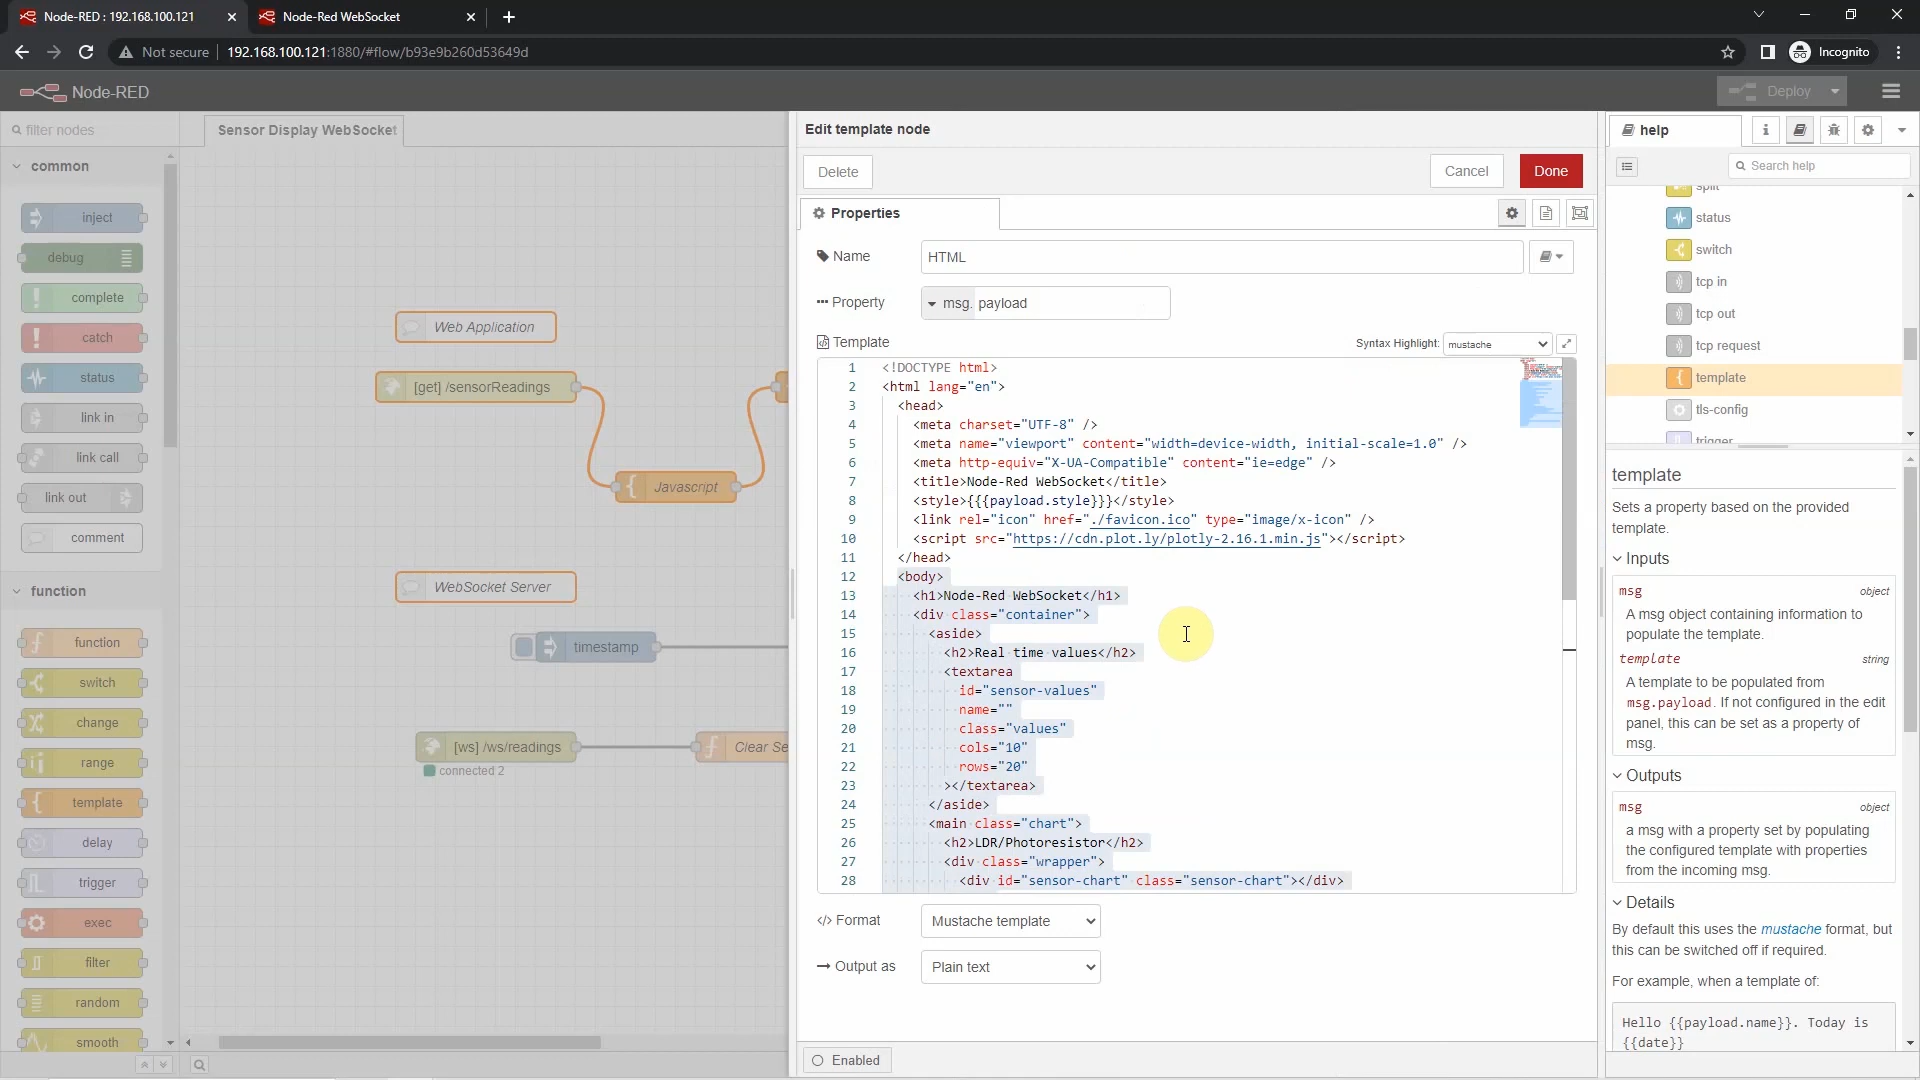 Node-RED : 192.168.100.121
Node-Red WebSocket
Not secure
192.168.100.121:1880/#flow/b93e9b260d53649d
Incognito
Node-RED
Deploy
filter nodes
common
inject
debug
complete
catch
status
link in
link call
link out
comment
function
function
switch
change
range
template
delay
trigger
exec
filter
random
smooth
Sensor Display WebSocket
Web Application
[get] /sensorReadings
Javascript
WebSocket Server
timestamp
[ws] /ws/readings
connected 2
Clear Se
Edit template node
Delete
Cancel
Done
Properties
Name
HTML
Property
msg. payload
Template
Syntax Highlight: mustache
1 <!DOCTYPE html>
2 <html lang="en">
3 <head>
4 <meta charset="UTF-8" />
5 <meta name="viewport" content="width=device-width, initial-scale=1.0" />
6 <meta http-equiv="X-UA-Compatible" content="ie=edge" />
7 <title>Node-Red WebSocket</title>
8 <style>{{{payload.style}}}</style>
9 <link rel="icon" href="./favicon.ico" type="image/x-icon" />
10 <script src="https://cdn.plot.ly/plotly-2.16.1.min.js"></script>
11 </head>
12 <body>
13 <h1>Node-Red WebSocket</h1>
14 <div class="container">
15 <aside>
16 <h2>Real time values</h2>
17 <textarea
18 id="sensor-values"
19 name=""
20 class="values"
21 cols="10"
22 rows="20"
23 ></textarea>
24 </aside>
25 <main class="chart">
26 <h2>LDR/Photoresistor</h2>
27 <div class="wrapper">
28 <div id="sensor-chart" class="sensor-chart"></div>
</> Format
Mustache template
Output as
Plain text
Enabled
help
i
Search help
split
status
switch
tcp in
tcp out
tcp request
template
tls-config
trigger
template
Sets a property based on the provided
template.
Inputs
msg object
A msg object containing information to
populate the template.
template string
A template to be populated from
msg.payload. If not configured in the edit
panel, this can be set as a property of
msg.
Outputs
msg object
a msg with a property set by populating
the configured template with properties
from the incoming msg.
Details
By default this uses the mustache format, but
this can be switched off if required.
For example, when a template of:
Hello {{payload.name}}. Today is
{{date}}